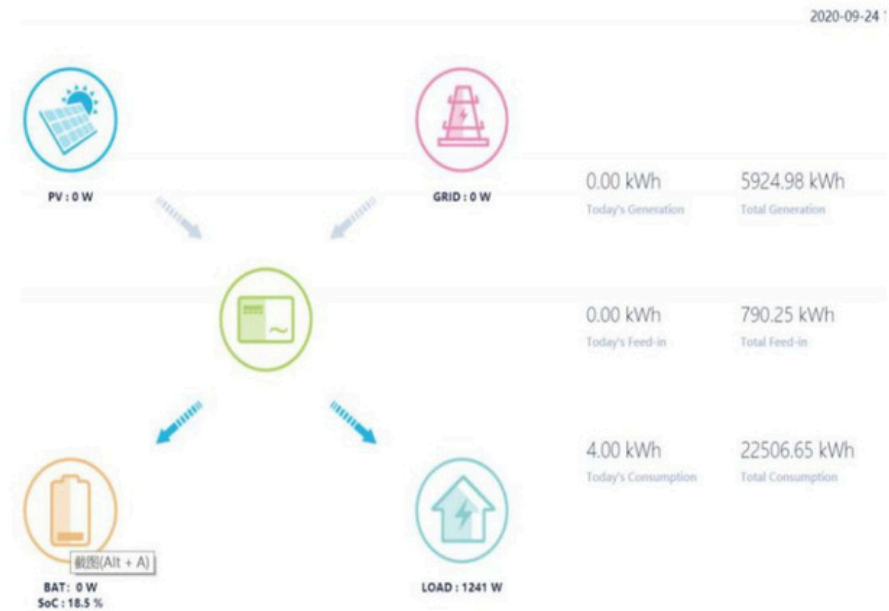 2020-09-24
PV : 0 W
GRID : 0 W
0.00 kWh
Today's Generation
5924.98 kWh
Total Generation
0.00 kWh
Today's Feed-in
790.25 kWh
Total Feed-in
4.00 kWh
Today's Consumption
22506.65 kWh
Total Consumption
截图(Alt + A)
BAT: 0 W
SoC : 18.5 %
LOAD : 1241 W